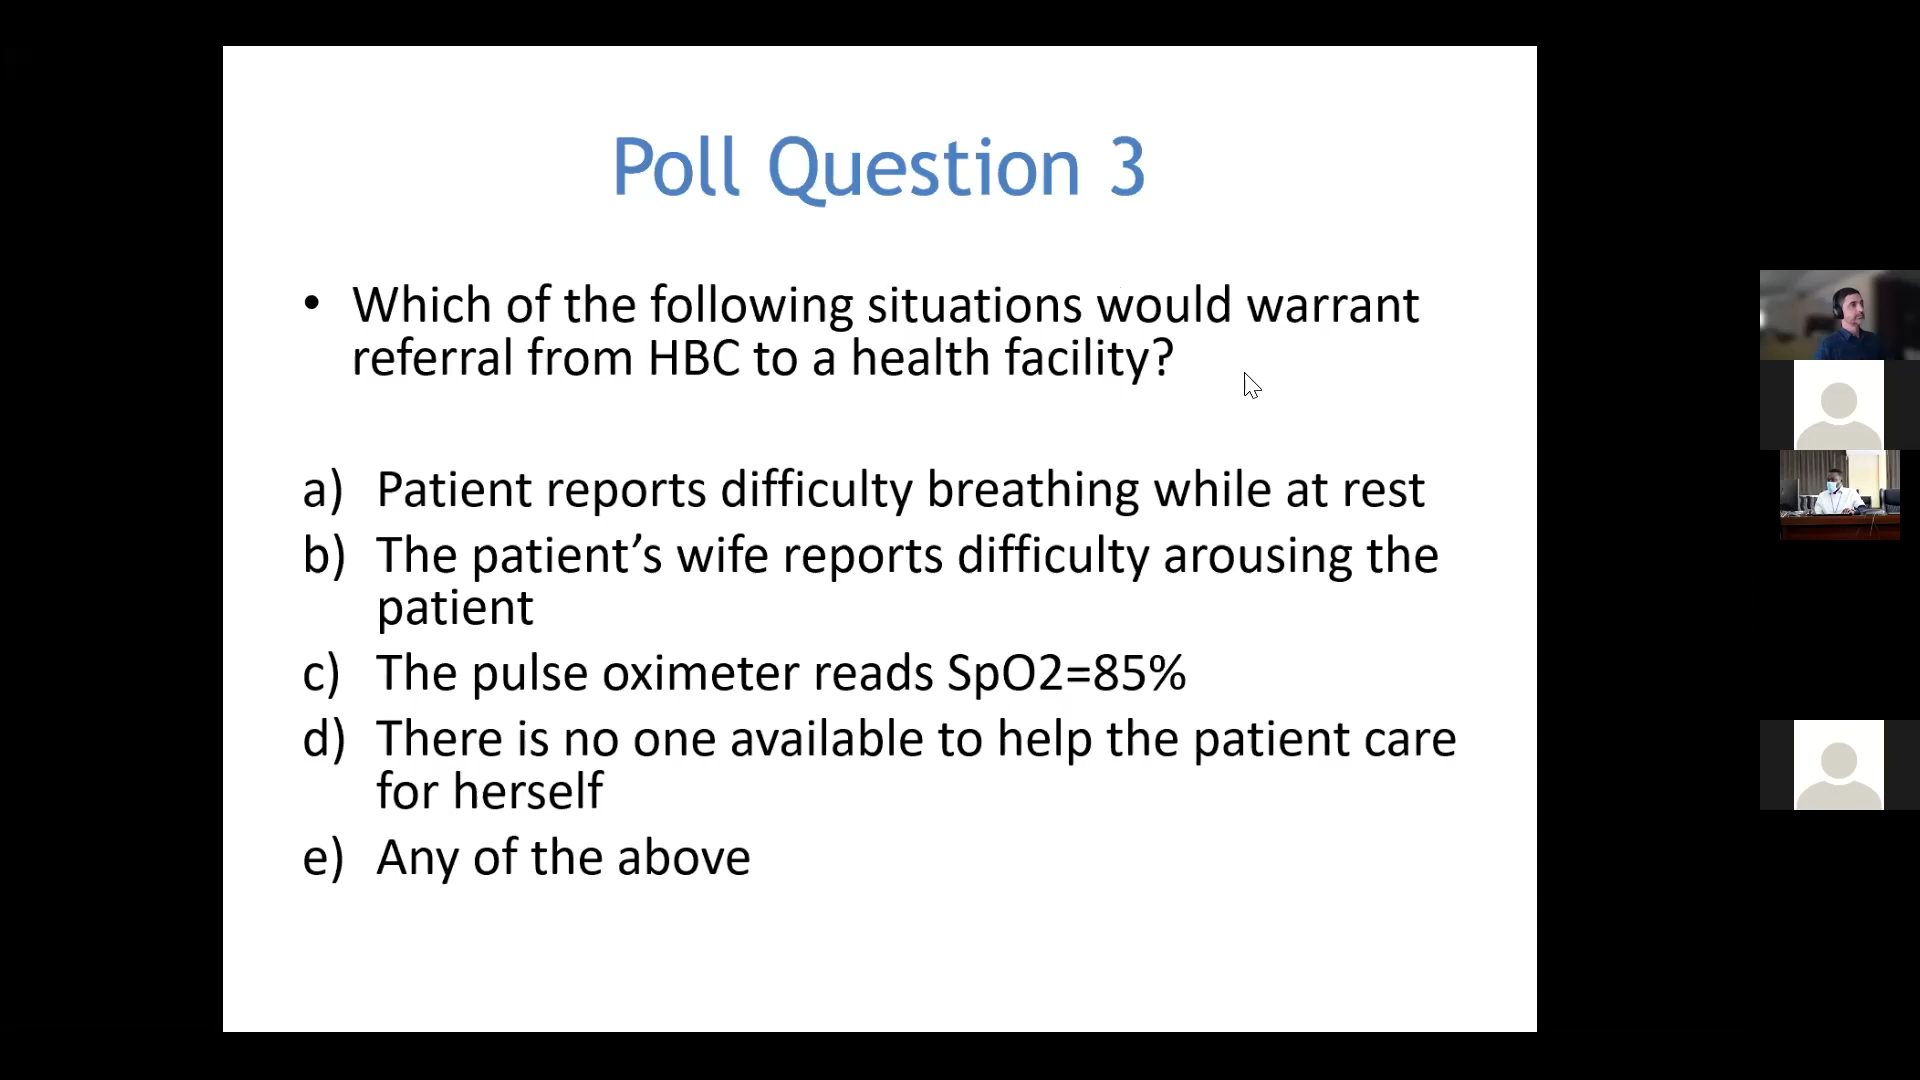 Poll Question 3
• Which of the following situations would warrant
referral from HBC to a health facility?
a) Patient reports difficulty breathing while at rest
b) The patient’s wife reports difficulty arousing the
patient
c) The pulse oximeter reads SpO2=85%
d) There is no one available to help the patient care
for herself
e) Any of the above